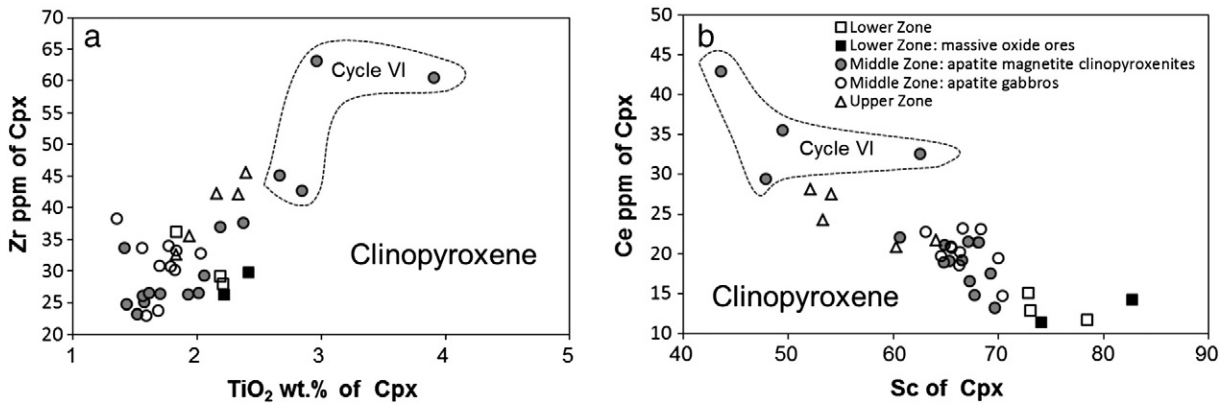 a
70
65
60
55
50
45
40
35
30
25
20
Zr ppm of Cpx
Cycle VI
Clinopyroxene
1 2 3 4 5
TiO₂ wt.% of Cpx
b
50
45
40
35
30
25
20
15
10
Ce ppm of Cpx
Lower Zone
Lower Zone: massive oxide ores
Middle Zone: apatite magnetite clinopyroxenites
Middle Zone: apatite gabbros
Upper Zone
Cycle VI
Clinopyroxene
40 50 60 70 80 90
Sc of Cpx